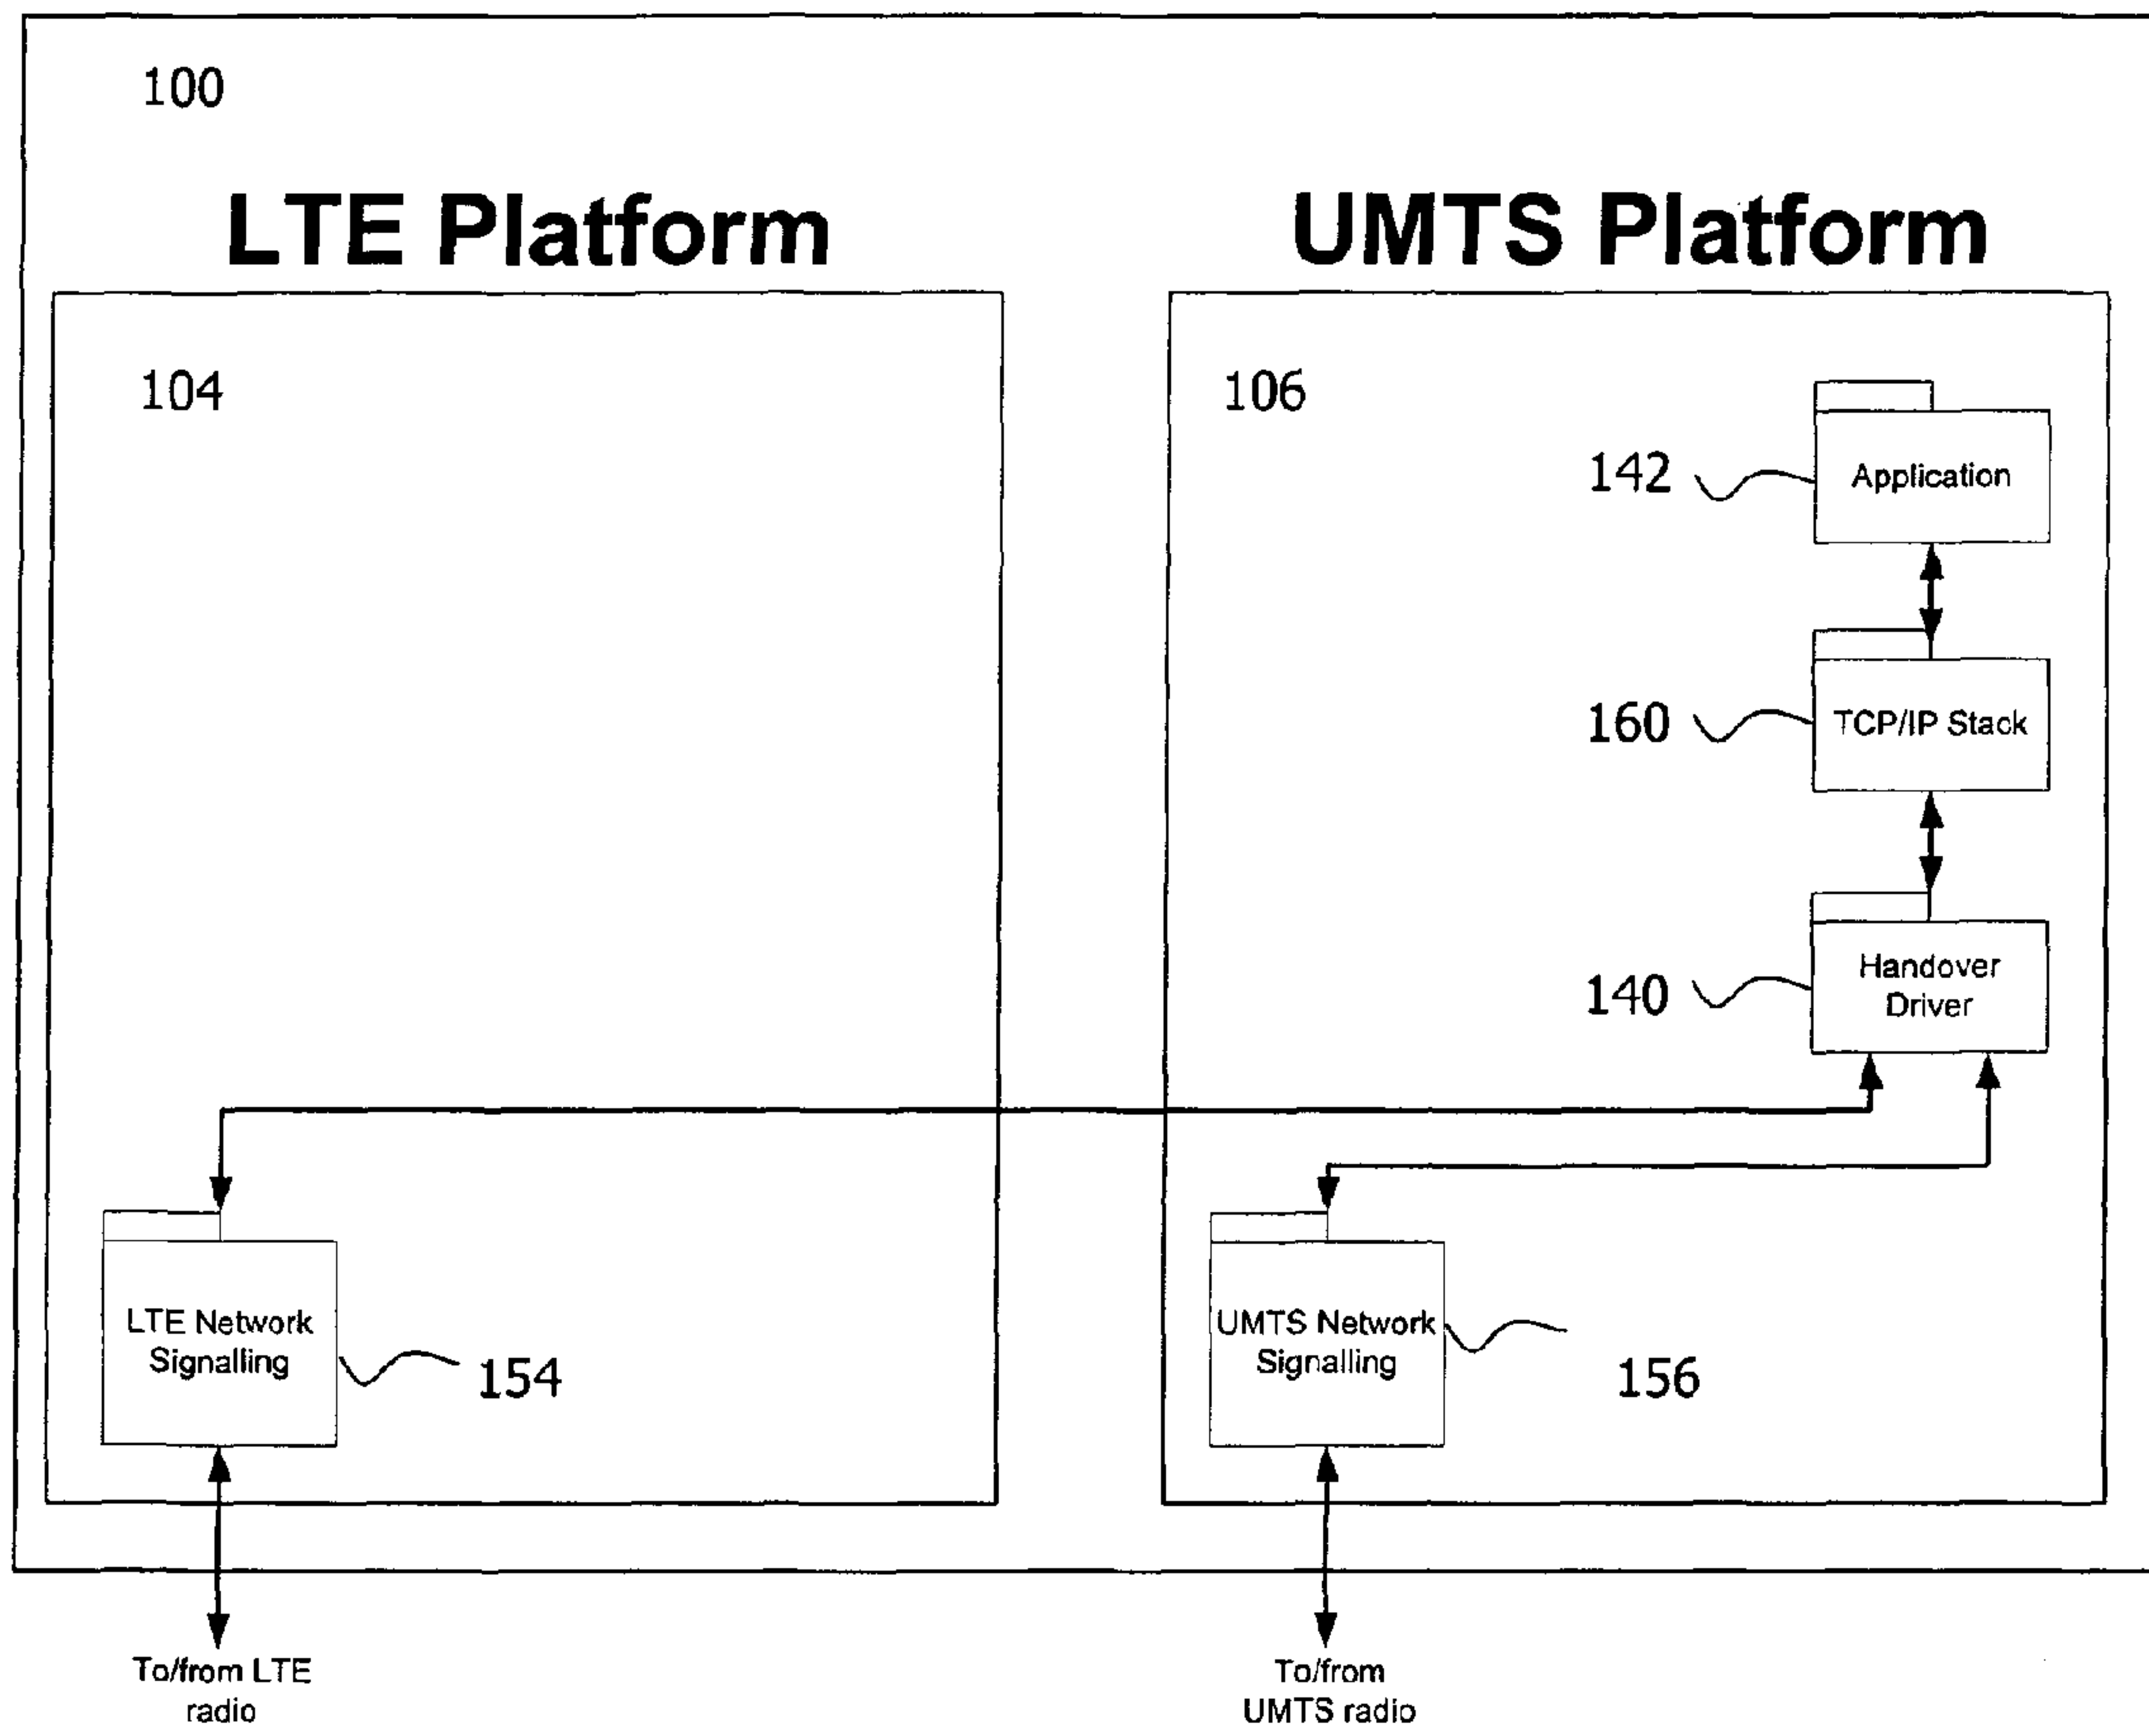 100
LTE Platform
UMTS Platform
104
106
142
Application
160
TCP/IP Stack
140
Handover
Driver
LTE Network
Signalling
154
UMTS Network
Signalling
156
To/from LTE
radio
To/from
UMTS radio